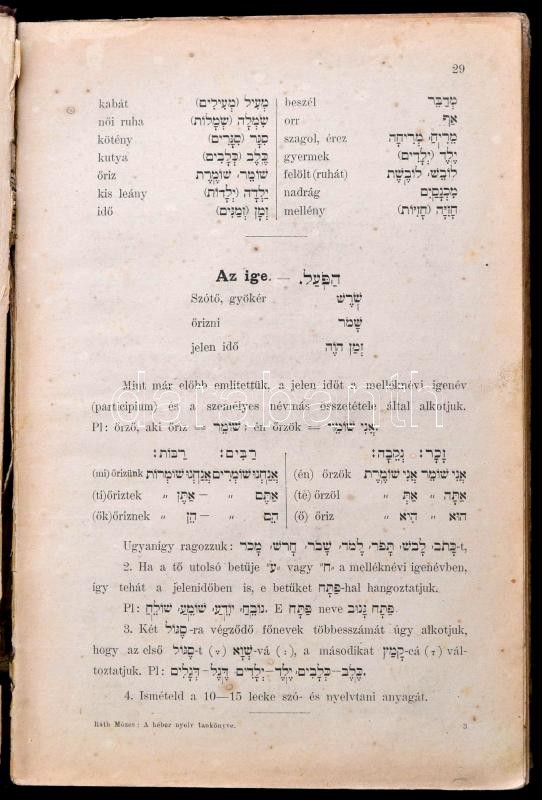 29
kabát מְעִיל (מְעִילִים) beszél מְדַבֵּר
női ruha שִׂמְלָה (שְׂמָלוֹת) orr אַף
kötény סִנָּר (סִנָּרִים) szagol, érez מֵרִיחַ, מְרִיחָה
kutya כֶּלֶב (כְּלָבִים) gyermek יֶלֶד (יְלָדִים)
őriz שׁוֹמֵר, שׁוֹמֶרֶת felölt (ruhát) לוֹבֵשׁ, לוֹבֶשֶׁת
kis leány יַלְדָּה (יְלָדוֹת) nadrág מִכְנָסַיִם
idő זְמָן (זְמַנִּים) mellény חֲזִיָּה (חֲזִיּוֹת)
Az ige. — הַפֹּעַל.
Szótő, gyökér שֹׁרֶשׁ
őrizni שָׁמֹר
jelen idő זְמַן הֹוֶה
Mint már előbb említettük, a jelen időt a melléknévi igenév
(participium) és a személyes névmás összetétele által alkotjuk.
Pl: őrző, aki őriz = שׁוֹמֵר; én őrzök = אֲנִי שׁוֹמֵר.
רַבִּים: רַבּוֹת: זָכָר: נְקֵבָה:
(mi) őrizünk אֲנַחְנוּ שׁוֹמְרִים אֲנַחְנוּ שׁוֹמְרוֹת (én) őrzök אֲנִי שׁוֹמֵר אֲנִי שׁוֹמֶרֶת
(ti) őriztek אַתֶּם „ — אַתֶּן „ (te) őrzöl אַתָּה „ אַתְּ „
(ők) őriznek הֵם „ — הֵן „ (ő) őriz הוּא „ הִיא „
Ugyanígy ragozzuk: כָּתֹב, לָבֹשׁ, תָּפֹר, לָמֹד, שָׁבֹר, חָרֹשׁ, מָכֹר-t,
2. Ha a tő utolsó betüje "ע" vagy "ח" a melléknévi igenévben,
így tehát a jelenidőben is, e betűket פַּתָּח-hal hangoztatjuk.
Pl: נוֹבֵחַ, יוֹדֵעַ, שׁוֹמֵעַ, שׁוֹלֵחַ. E פַּתָּח neve פַּתָּח גָּנוּב.
3. Két סֶגּוֹל-ra végződő főnevek többesszámát úgy alkotjuk,
hogy az első סֶגּוֹל-t (ֶ) שְׁוָא-vá (ְ), a másodikat קָמַץ-cá (ָ) vál-
toztatjuk. Pl: כֶּלֶב-כְּלָבִים, יֶלֶד-יְלָדִים, דֶּגֶל-דְּגָלִים.
4. Ismételd a 10—15 lecke szó- és nyelvtani anyagát.
Ráth Mózes: A héber nyelv tankönyve. 3
darabanth